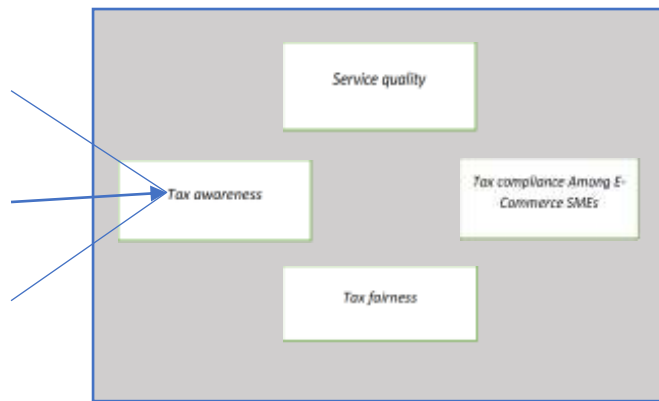 Service quality
Tax awareness
Tax compliance Among E-
Commerce SMEs
Tax fairness